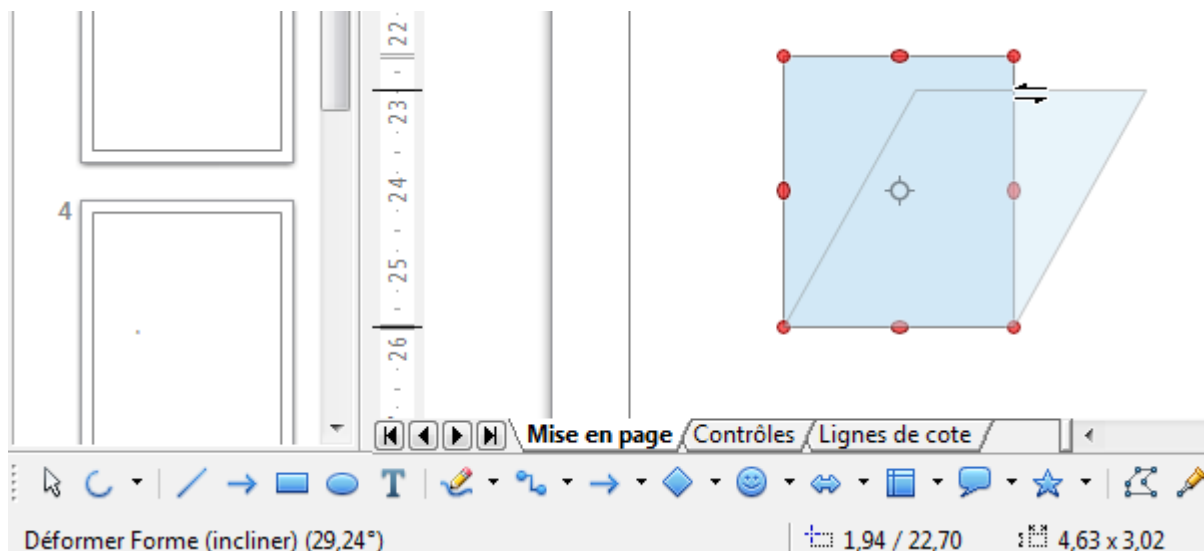 22
23
24
25
26
4
Mise en page Contrôles Lignes de cote
T
Déformer Forme (incliner) (29,24°) 1,94 / 22,70 4,63 x 3,02